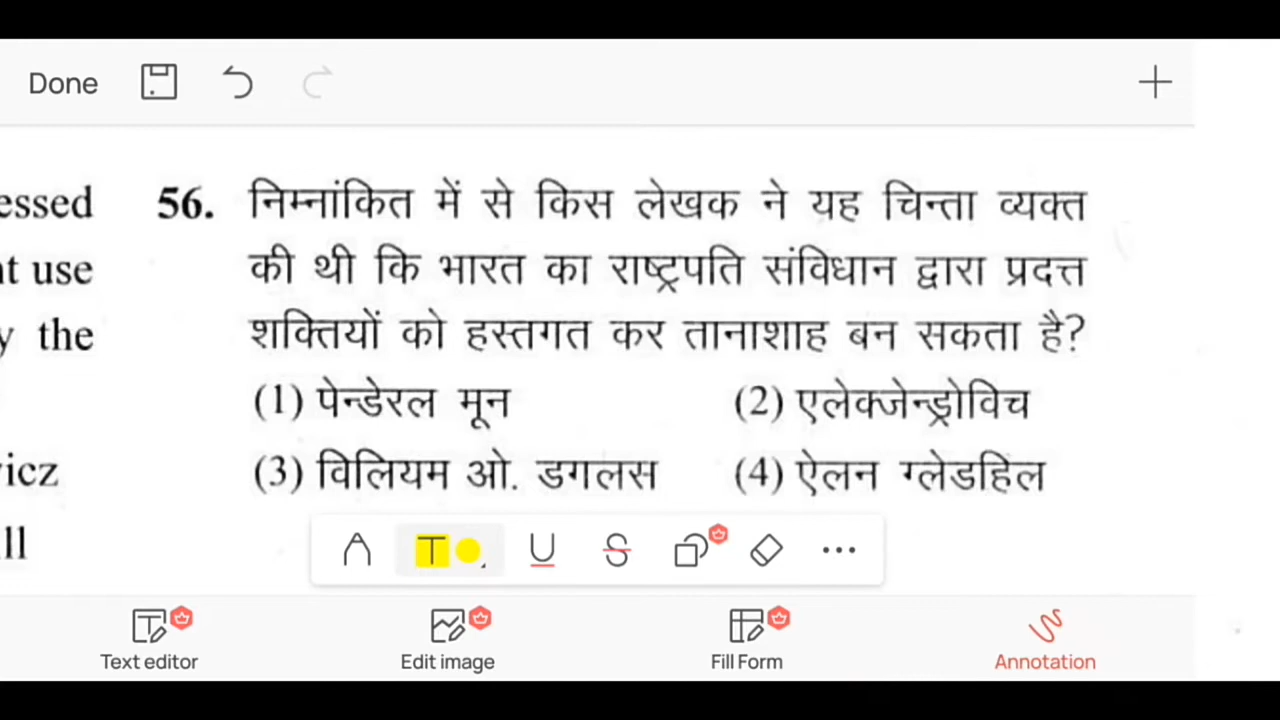 Done
essed
t use
y the
icz
ll
56. निम्नांकित में से किस लेखक ने यह चिन्ता व्यक्त
की थी कि भारत का राष्ट्रपति संविधान द्वारा प्रदत्त
शक्तियों को हस्तगत कर तानाशाह बन सकता है?
(1) पेन्डेरल मून (2) एलेक्जेन्ड्रोविच
(3) विलियम ओ. डगलस (4) ऐलन ग्लेडहिल
T U S
Text editor Edit image Fill Form Annotation